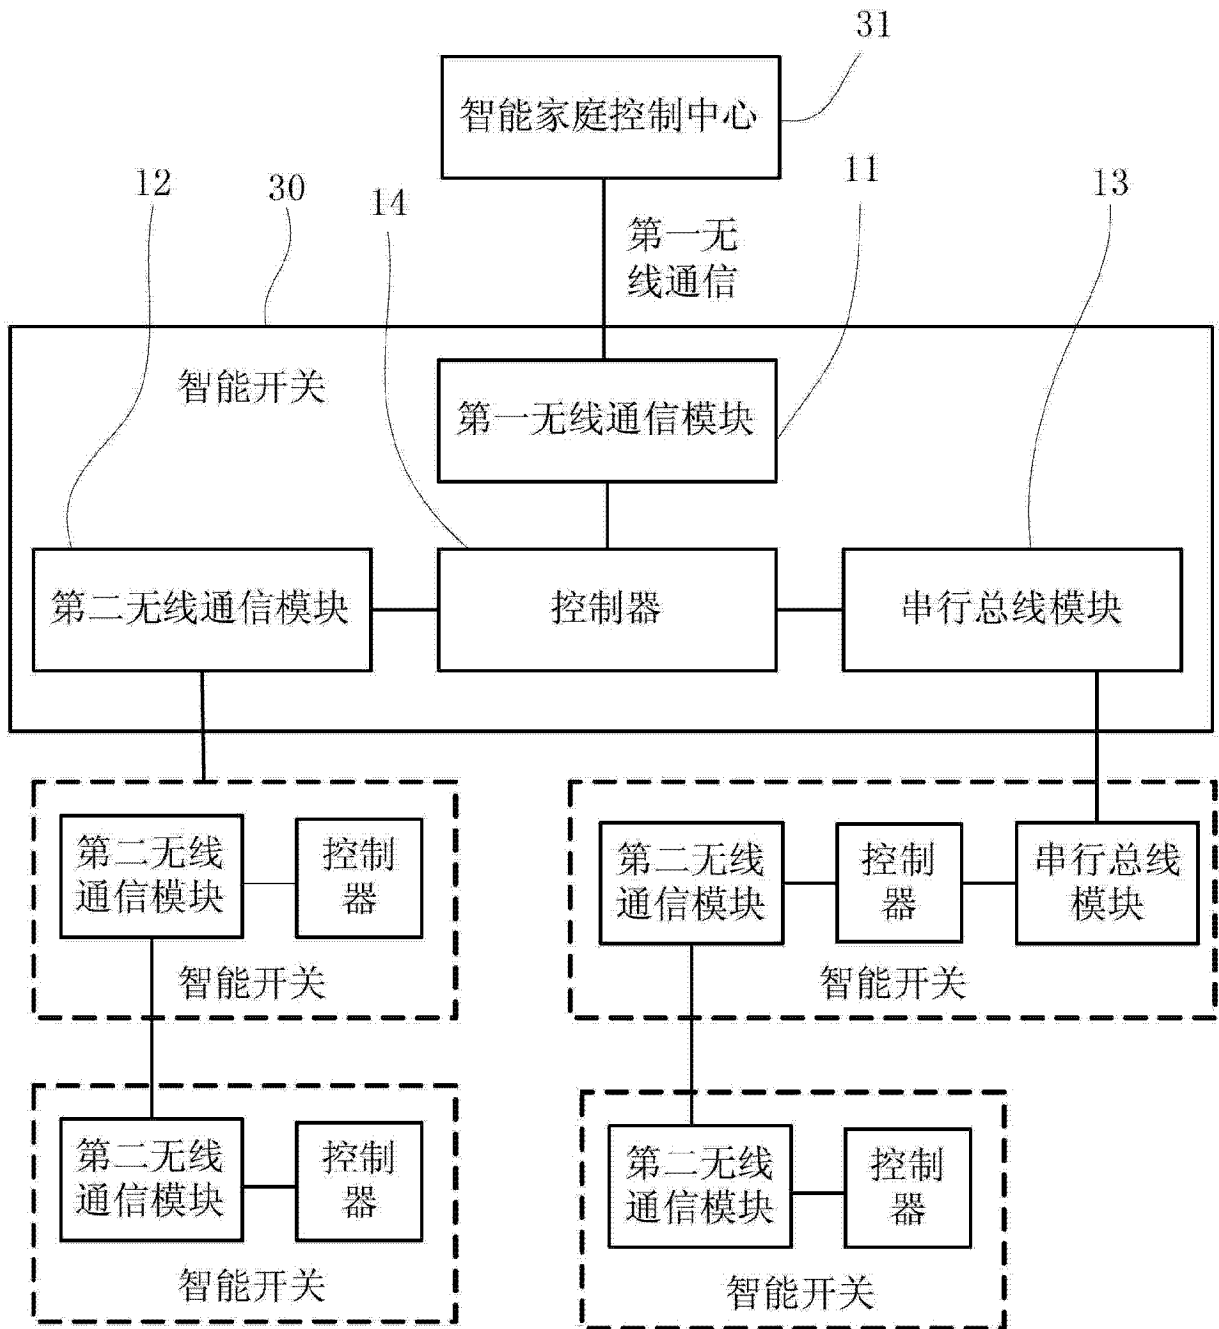 31
智能家庭控制中心
12
30
14
11
13
第一无
线通信
智能开关
第一无线通信模块
第二无线通信模块
控制器
串行总线模块
第二无线
通信模块
控制
器
智能开关
第二无线
通信模块
控制
器
串行总线
模块
智能开关
第二无线
通信模块
控制
器
智能开关
第二无线
通信模块
控制
器
智能开关